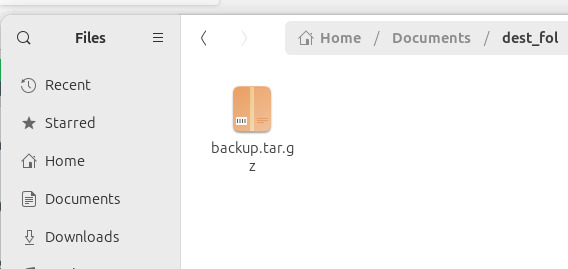 Files
Home / Documents / dest_fol
Recent
Starred
Home
Documents
Downloads
backup.tar.g
z